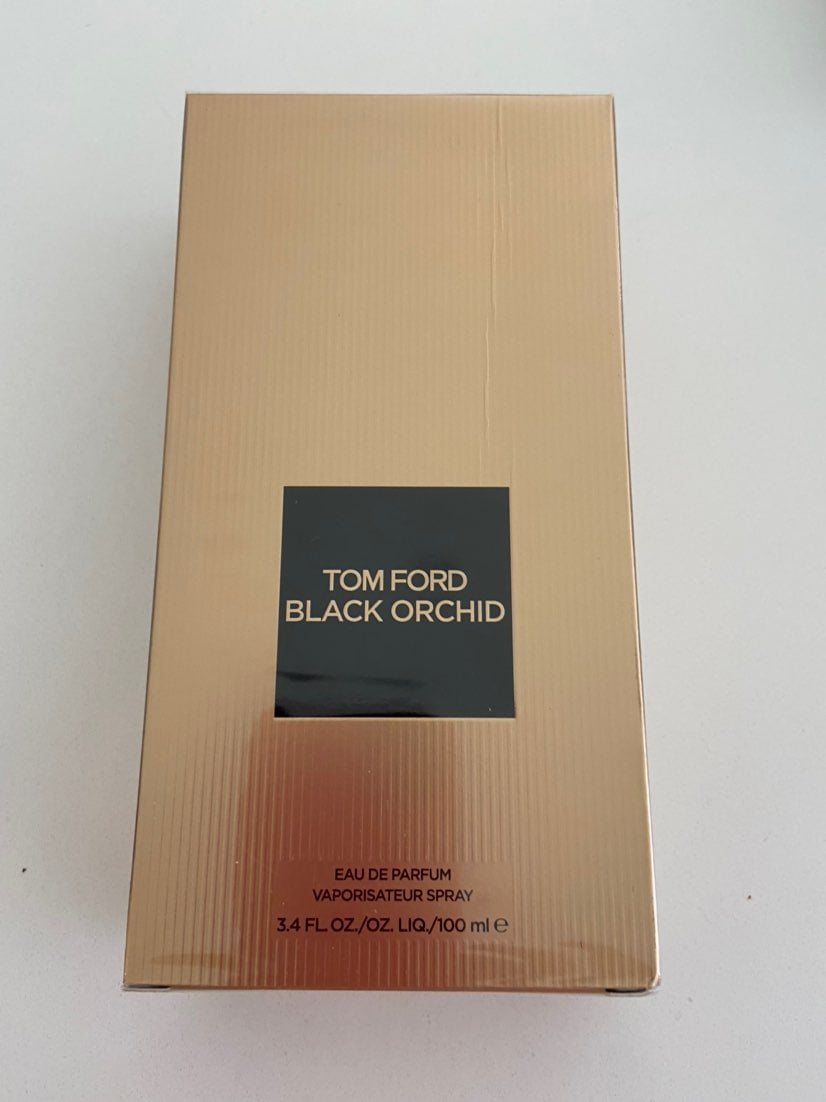 TOM FORD
BLACK ORCHID
EAU DE PARFUM
VAPORISATEUR SPRAY
3.4 FL. OZ./OZ. LIQ./100 ml ℮